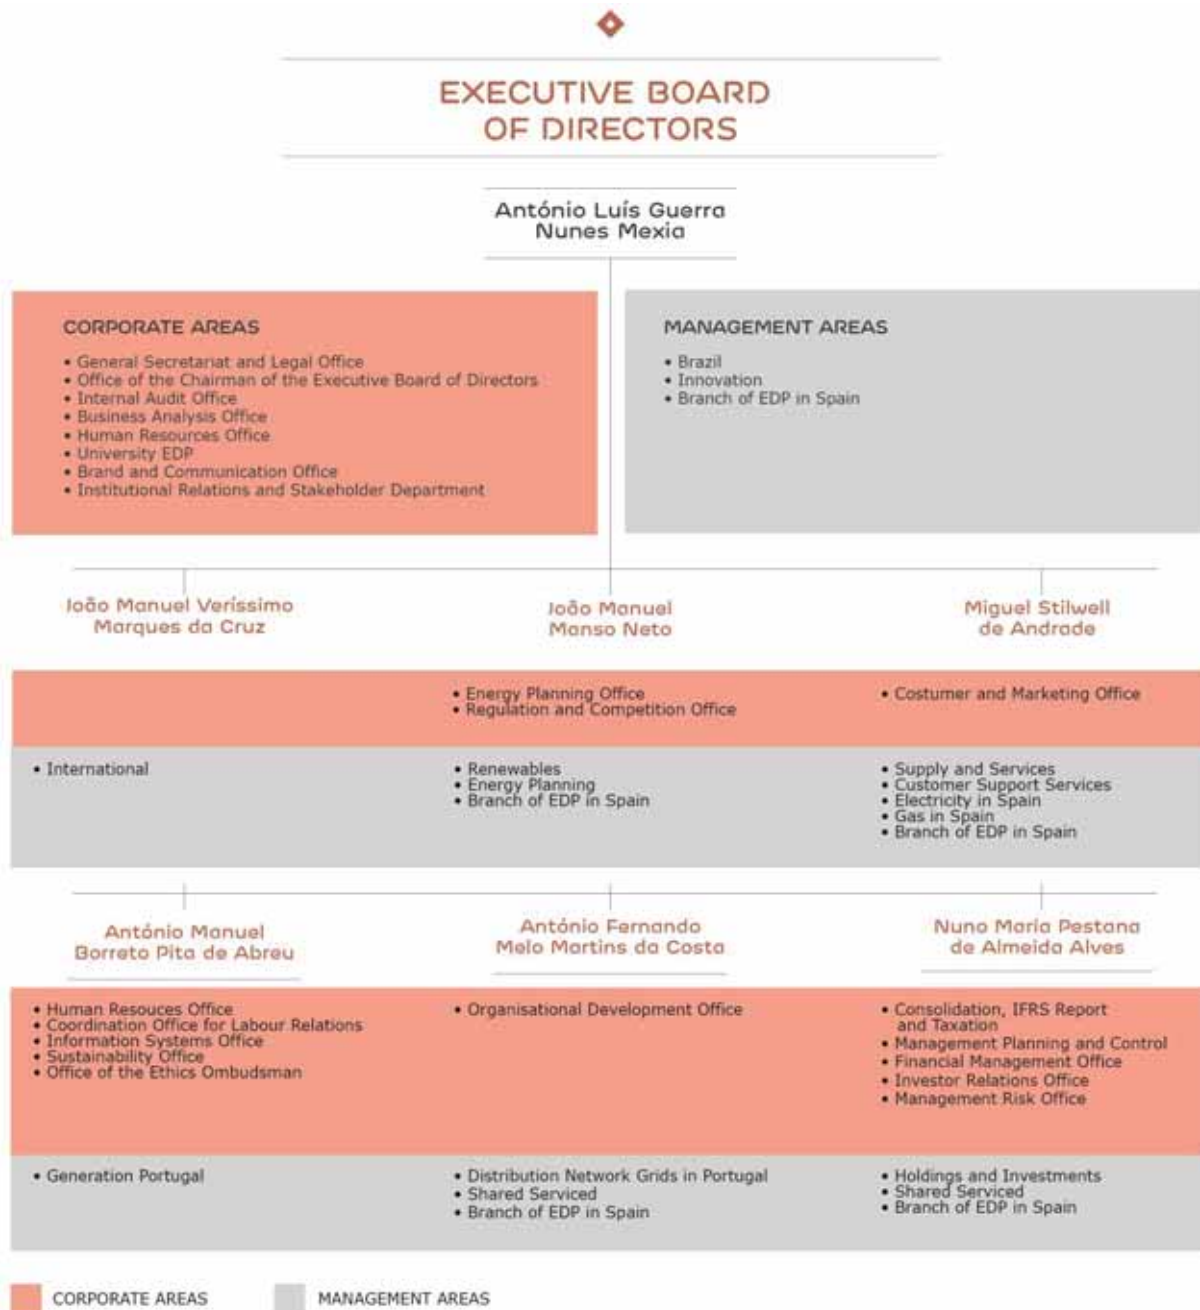 EXECUTIVE BOARD
OF DIRECTORS
António Luís Guerra
Nunes Mexia
CORPORATE AREAS
• General Secretariat and Legal Office
• Office of the Chairman of the Executive Board of Directors
• Internal Audit Office
• Business Analysis Office
• Human Resources Office
• University EDP
• Brand and Communication Office
• Institutional Relations and Stakeholder Department
MANAGEMENT AREAS
• Brazil
• Innovation
• Branch of EDP in Spain
João Manuel Veríssimo
Marques da Cruz
João Manuel
Manso Neto
Miguel Stilwell
de Andrade
• Energy Planning Office
• Regulation and Competition Office
• Costumer and Marketing Office
• International
• Renewables
• Energy Planning
• Branch of EDP in Spain
• Supply and Services
• Customer Support Services
• Electricity in Spain
• Gas in Spain
• Branch of EDP in Spain
António Manuel
Borreto Pita de Abreu
António Fernando
Melo Martins da Costa
Nuno Maria Pestana
de Almeida Alves
• Human Resouces Office
• Coordination Office for Labour Relations
• Information Systems Office
• Sustainability Office
• Office of the Ethics Ombudsman
• Organisational Development Office
• Consolidation, IFRS Report
and Taxation
• Management Planning and Control
• Financial Management Office
• Investor Relations Office
• Management Risk Office
• Generation Portugal
• Distribution Network Grids in Portugal
• Shared Serviced
• Branch of EDP in Spain
• Holdings and Investments
• Shared Serviced
• Branch of EDP in Spain
CORPORATE AREAS
MANAGEMENT AREAS